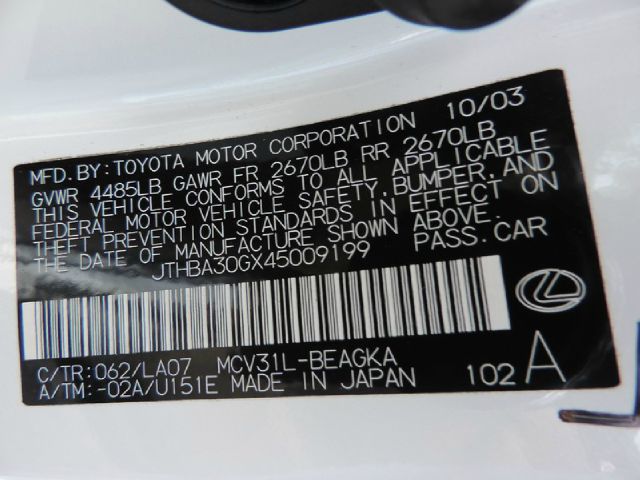 MFD. BY: TOYOTA MOTOR CORPORATION 10/03
GVWR 4485LB GAWR FR 2670LB RR 2670LB
THIS VEHICLE CONFORMS TO ALL APPLICABLE
FEDERAL MOTOR VEHICLE SAFETY, BUMPER, AND
THEFT PREVENTION STANDARDS IN EFFECT ON
THE DATE OF MANUFACTURE SHOWN ABOVE.
JTHBA30GX45009199 PASS. CAR
C/TR: 062/LA07 MCV31L-BEAGKA
A/TM: -02A/U151E MADE IN JAPAN 102 A